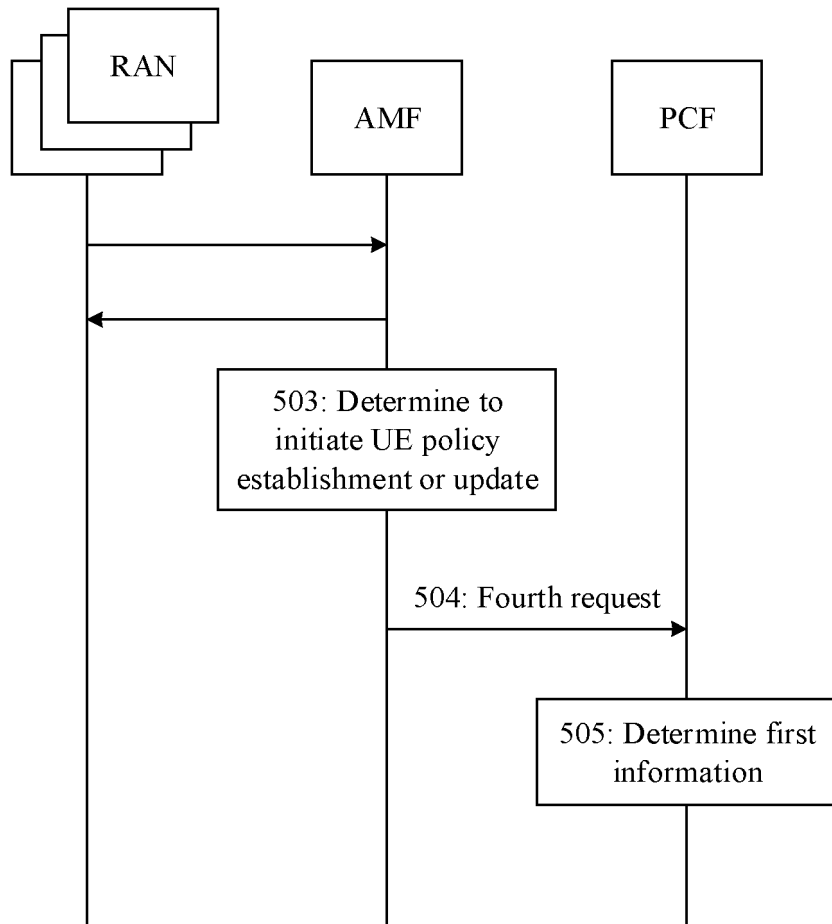 RAN
AMF
PCF
503: Determine to
initiate UE policy
establishment or update
504: Fourth request
505: Determine first
information